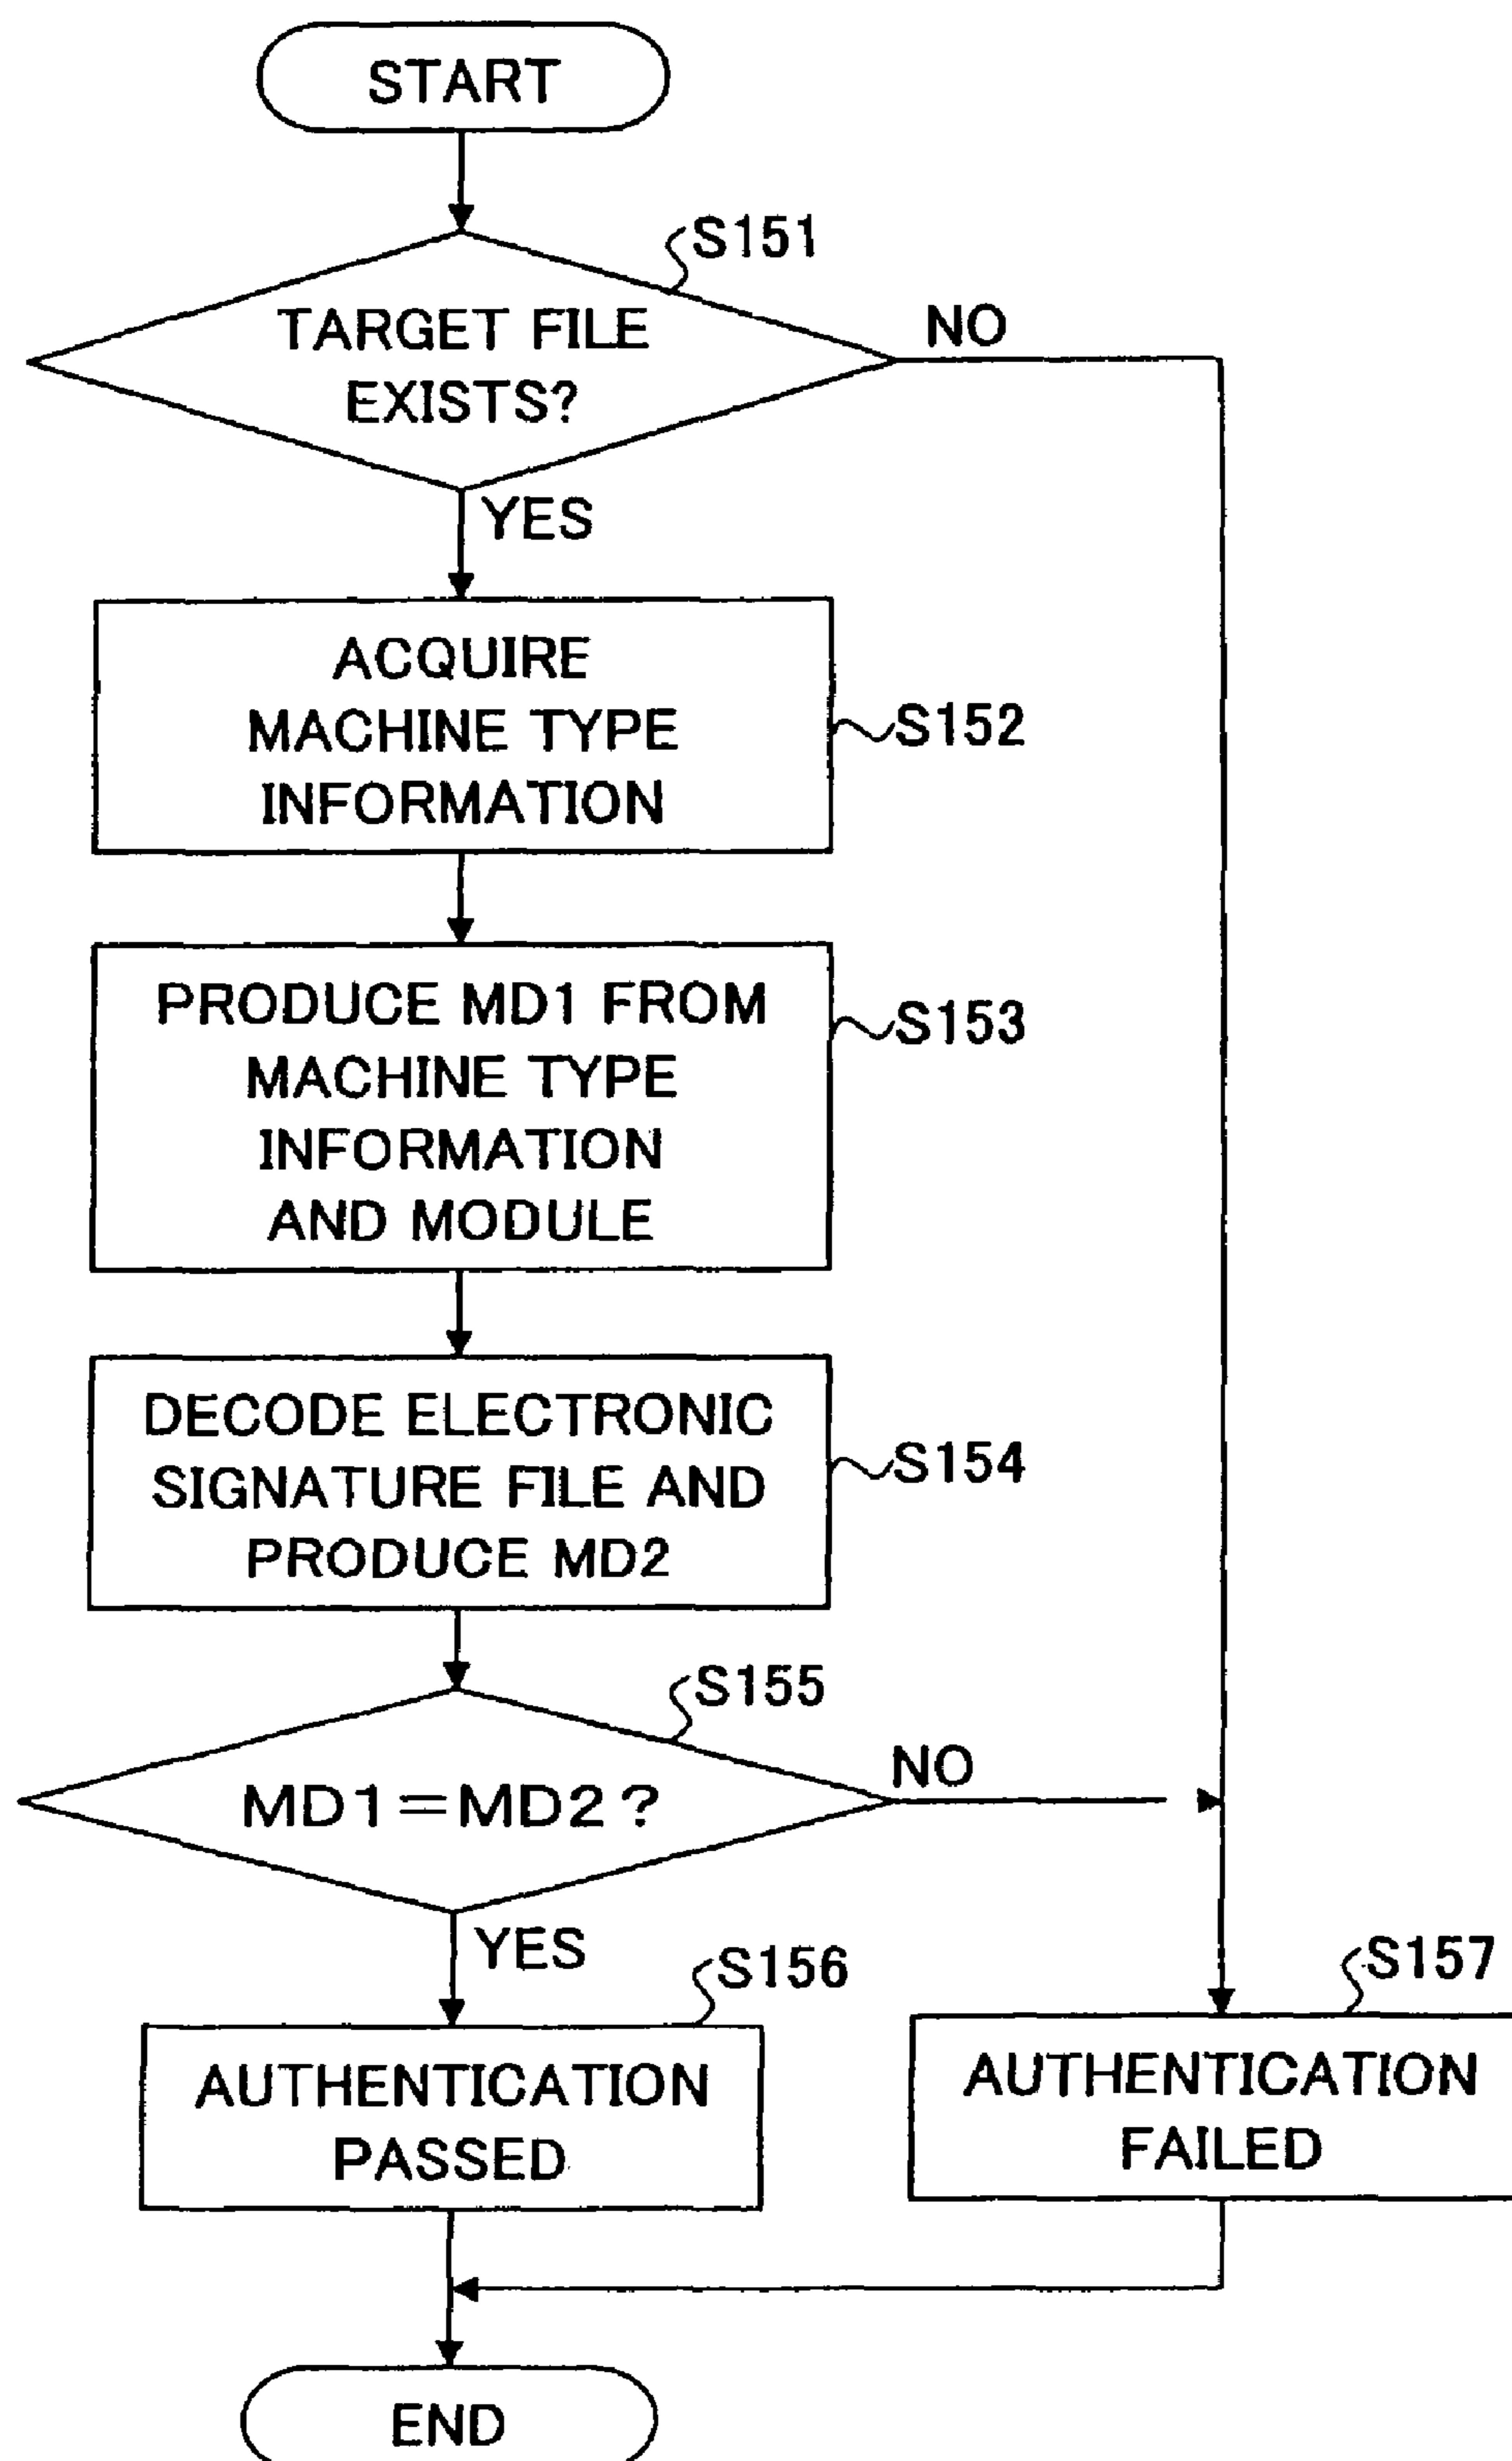 START
S151
TARGET FILE
EXISTS?
NO
YES
ACQUIRE
MACHINE TYPE
INFORMATION
S152
PRODUCE MD1 FROM
MACHINE TYPE
INFORMATION
AND MODULE
S153
DECODE ELECTRONIC
SIGNATURE FILE AND
PRODUCE MD2
S154
S155
MD1=MD2?
NO
YES
S156
AUTHENTICATION
PASSED
S157
AUTHENTICATION
FAILED
END